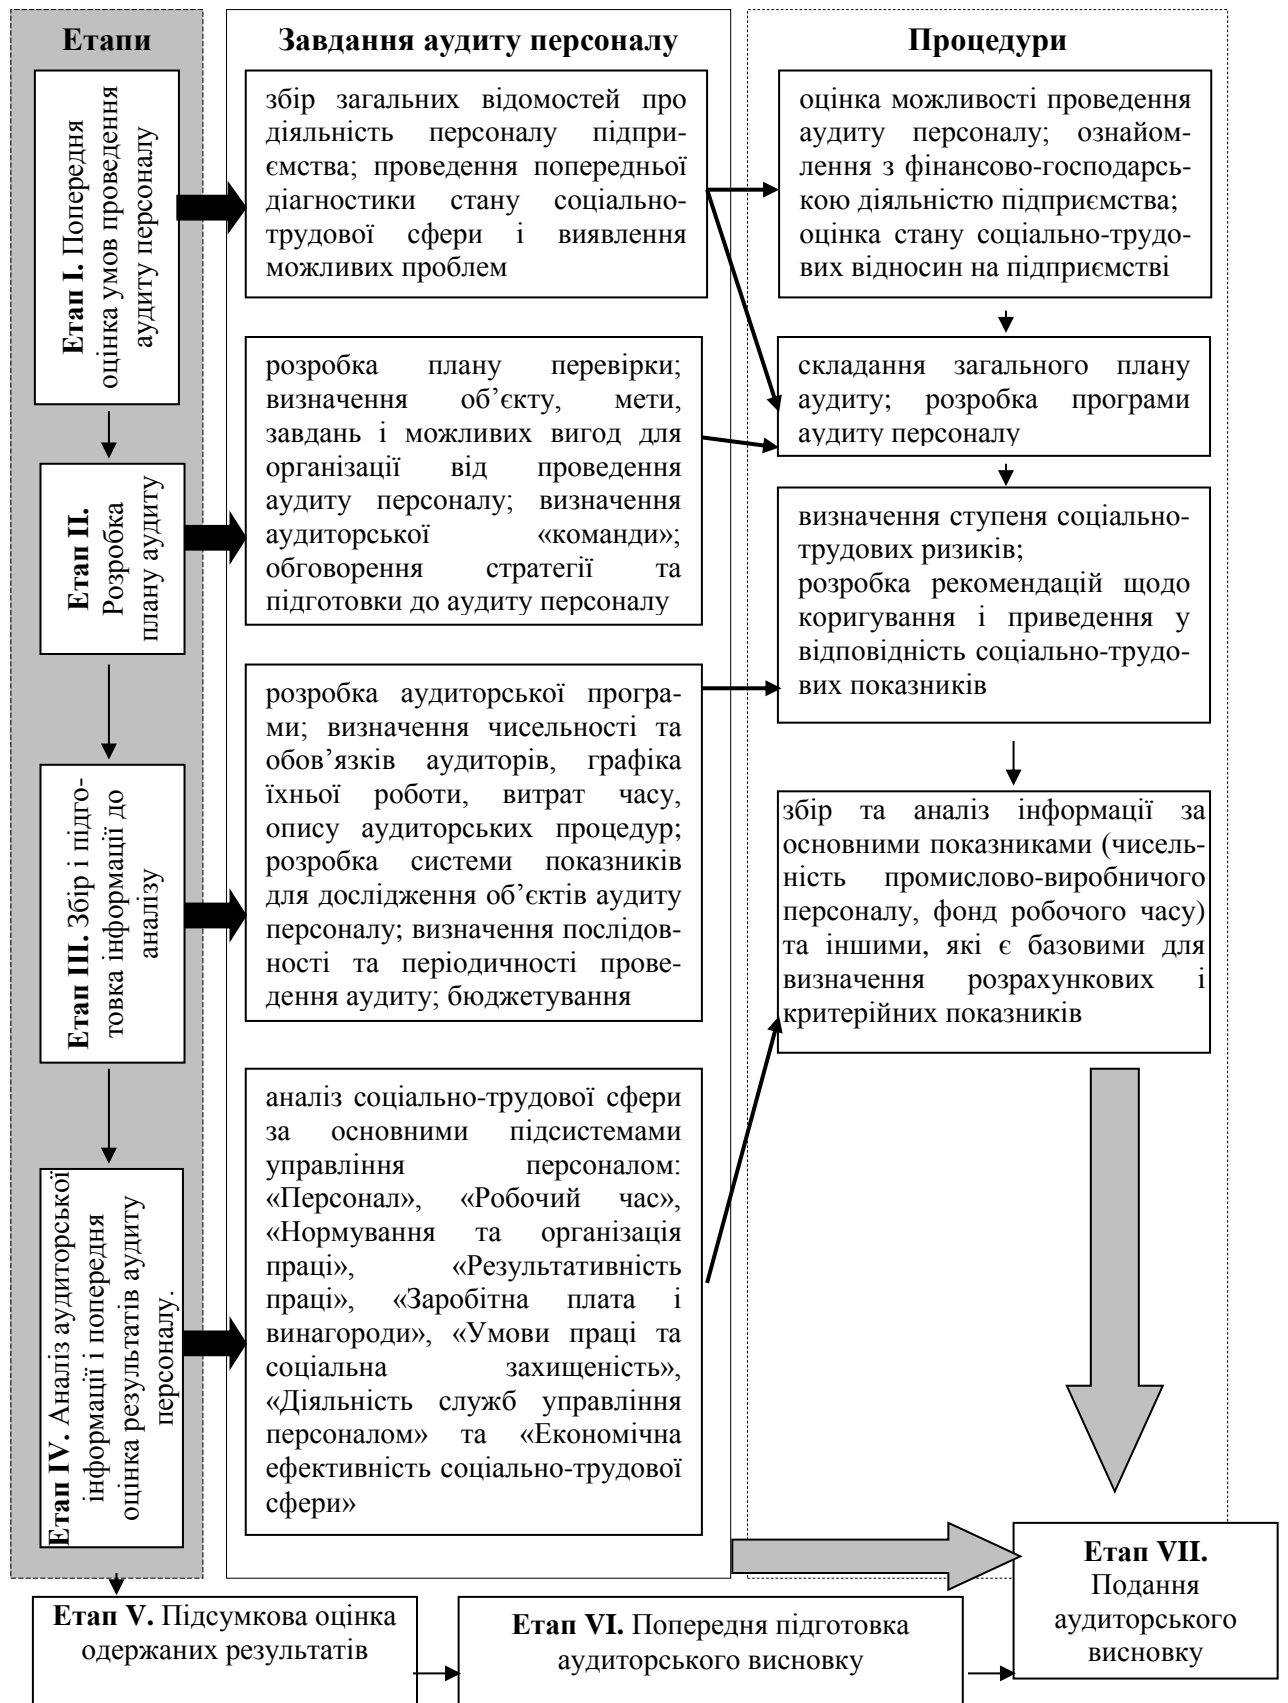 Етапи
Етап I. Попередня
оцінка умов проведення
аудиту персоналу
Етап II.
Розробка
плану аудиту
Етап III. Збір і підго-
товка інформації до
аналізу
Етап IV. Аналіз аудиторської
інформації і попередня
оцінка результатів аудиту
персоналу.
Завдання аудиту персоналу
збір загальних відомостей про
діяльність персоналу підпри-
ємства; проведення попередньої
діагностики стану соціально-
трудової сфери і виявлення
можливих проблем
розробка плану перевірки;
визначення об’єкту, мети,
завдань і можливих вигод для
організації від проведення
аудиту персоналу; визначення
аудиторської «команди»;
обговорення стратегії та
підготовки до аудиту персоналу
розробка аудиторської програ-
ми; визначення чисельності та
обов’язків аудиторів, графіка
їхньої роботи, витрат часу,
опису аудиторських процедур;
розробка системи показників
для дослідження об’єктів аудиту
персоналу; визначення послідов-
ності та періодичності прове-
дення аудиту; бюджетування
аналіз соціально-трудової сфери
за основними підсистемами
управління персоналом:
«Персонал», «Робочий час»,
«Нормування та організація
праці», «Результативність
праці», «Заробітна плата і
винагороди», «Умови праці та
соціальна захищеність»,
«Діяльність служб управління
персоналом» та «Економічна
ефективність соціально-трудової
сфери»
Процедури
оцінка можливості проведення
аудиту персоналу; ознайом-
лення з фінансово-господарсь-
кою діяльністю підприємства;
оцінка стану соціально-трудо-
вих відносин на підприємстві
складання загального плану
аудиту; розробка програми
аудиту персоналу
визначення ступеня соціально-
трудових ризиків;
розробка рекомендацій щодо
коригування і приведення у
відповідність соціально-трудо-
вих показників
збір та аналіз інформації за
основними показниками (чисель-
ність промислово-виробничого
персоналу, фонд робочого часу)
та іншими, які є базовими для
визначення розрахункових і
критерійних показників
Етап V. Підсумкова оцінка
одержаних результатів
Етап VI. Попередня підготовка
аудиторського висновку
Етап VII.
Подання
аудиторського
висновку